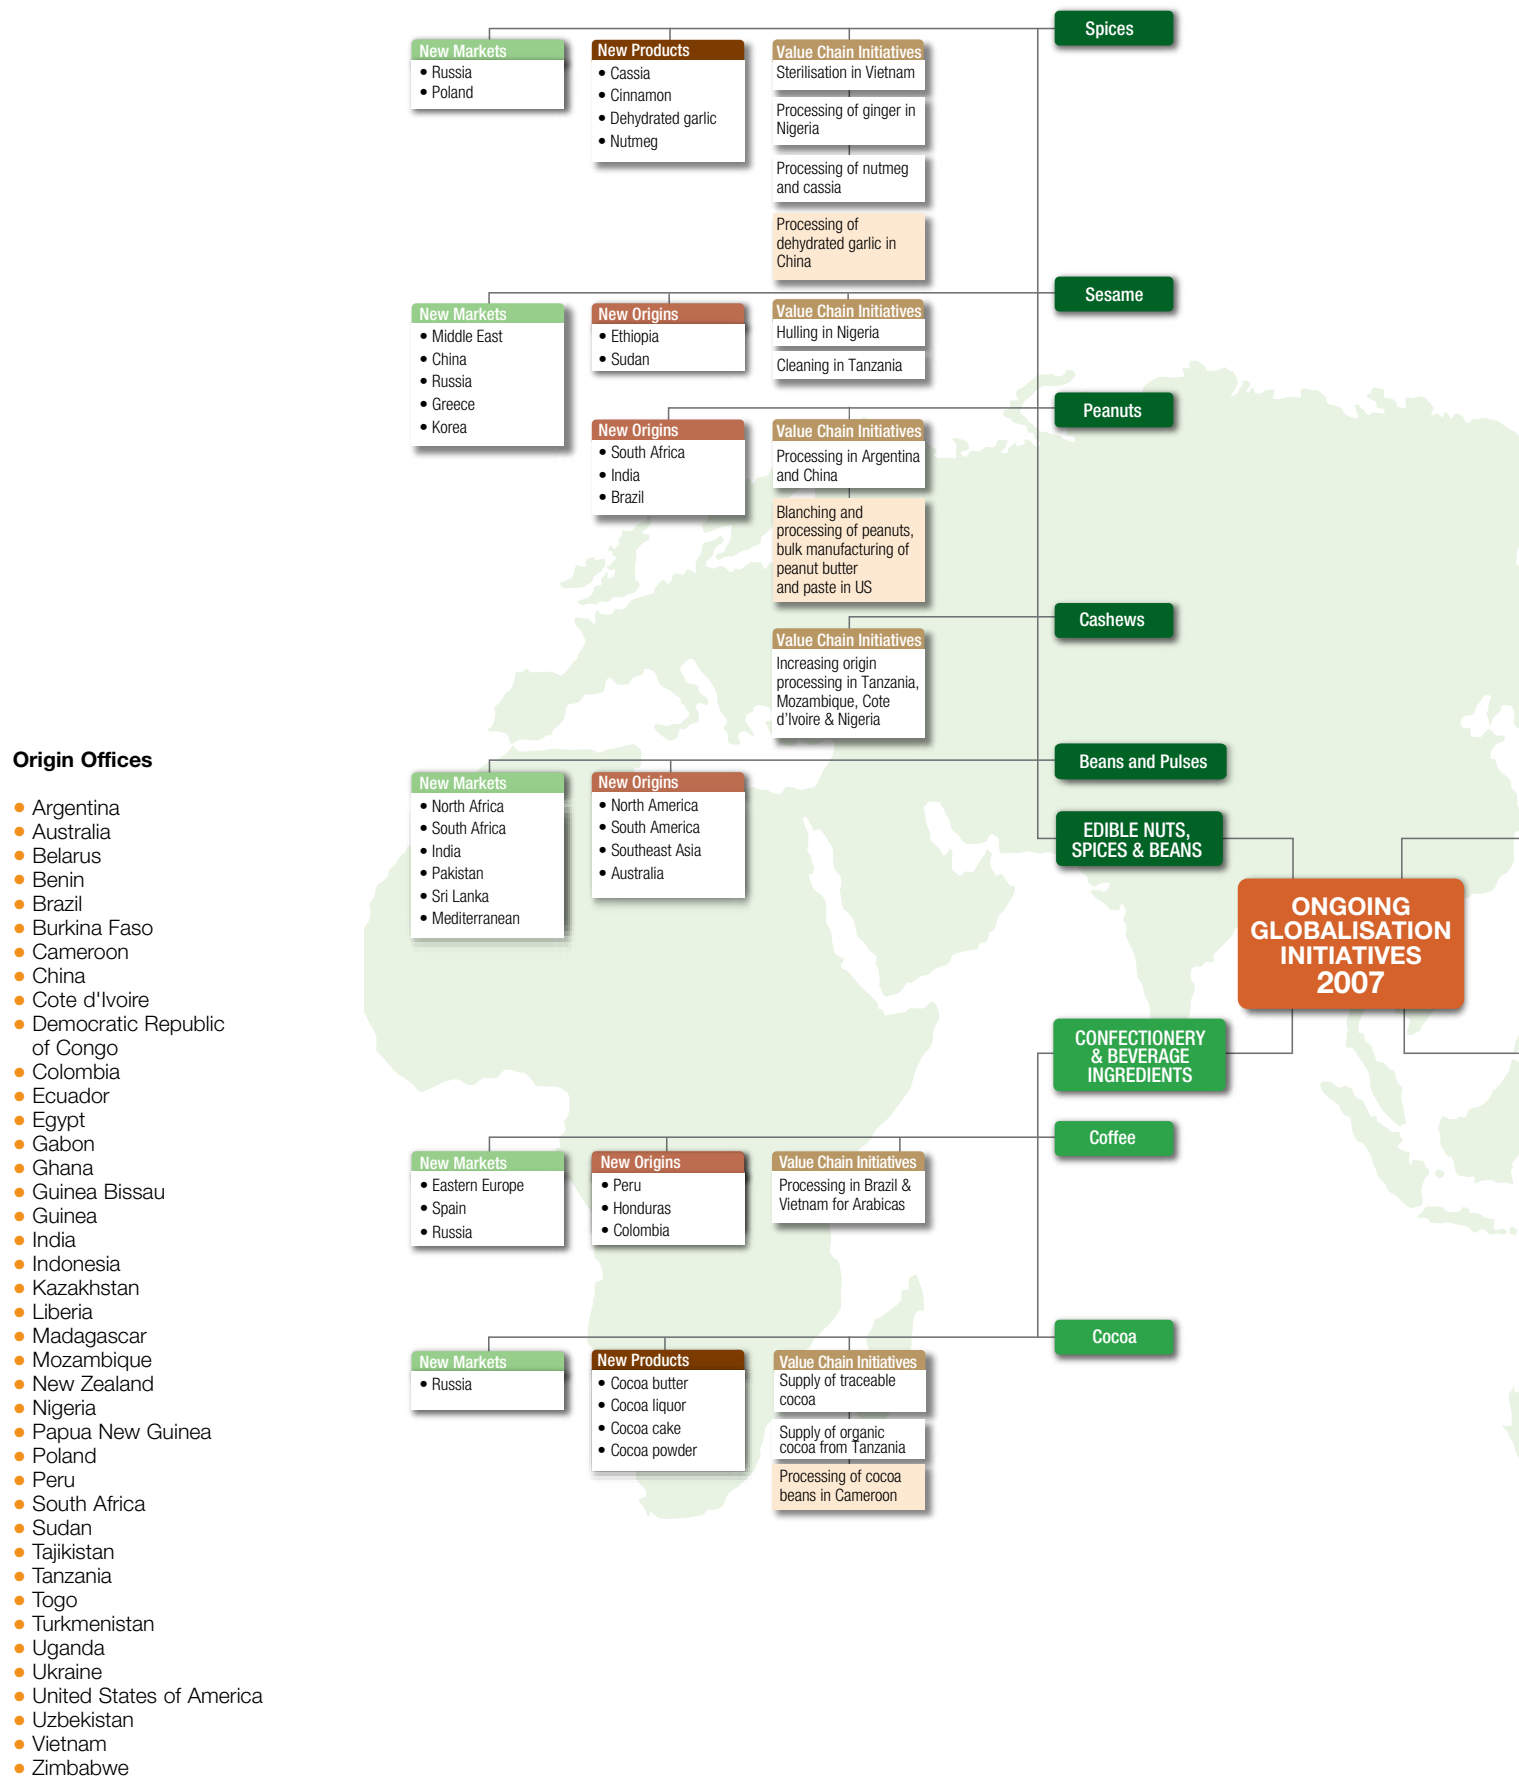 Spices
New Markets
• Russia
• Poland
New Products
• Cassia
• Cinnamon
• Dehydrated garlic
• Nutmeg
Value Chain Initiatives
Sterilisation in Vietnam
Processing of ginger in
Nigeria
Processing of nutmeg
and cassia
Processing of
dehydrated garlic in
China
Sesame
New Markets
• Middle East
• China
• Russia
• Greece
• Korea
New Origins
• Ethiopia
• Sudan
Value Chain Initiatives
Hulling in Nigeria
Cleaning in Tanzania
Peanuts
New Origins
• South Africa
• India
• Brazil
Value Chain Initiatives
Processing in Argentina
and China
Blanching and
processing of peanuts,
bulk manufacturing of
peanut butter
and paste in US
Cashews
Value Chain Initiatives
Increasing origin
processing in Tanzania,
Mozambique, Cote
d'Ivoire & Nigeria
Beans and Pulses
New Markets
• North Africa
• South Africa
• India
• Pakistan
• Sri Lanka
• Mediterranean
New Origins
• North America
• South America
• Southeast Asia
• Australia
EDIBLE NUTS,
SPICES & BEANS
ONGOING
GLOBALISATION
INITIATIVES
2007
CONFECTIONERY
& BEVERAGE
INGREDIENTS
Coffee
New Markets
• Eastern Europe
• Spain
• Russia
New Origins
• Peru
• Honduras
• Colombia
Value Chain Initiatives
Processing in Brazil &
Vietnam for Arabicas
Cocoa
New Markets
• Russia
New Products
• Cocoa butter
• Cocoa liquor
• Cocoa cake
• Cocoa powder
Value Chain Initiatives
Supply of traceable
cocoa
Supply of organic
cocoa from Tanzania
Processing of cocoa
beans in Cameroon
Origin Offices
• Argentina
• Australia
• Belarus
• Benin
• Brazil
• Burkina Faso
• Cameroon
• China
• Cote d'Ivoire
• Democratic Republic
of Congo
• Colombia
• Ecuador
• Egypt
• Gabon
• Ghana
• Guinea Bissau
• Guinea
• India
• Indonesia
• Kazakhstan
• Liberia
• Madagascar
• Mozambique
• New Zealand
• Nigeria
• Papua New Guinea
• Poland
• Peru
• South Africa
• Sudan
• Tajikistan
• Tanzania
• Togo
• Turkmenistan
• Uganda
• Ukraine
• United States of America
• Uzbekistan
• Vietnam
• Zimbabwe